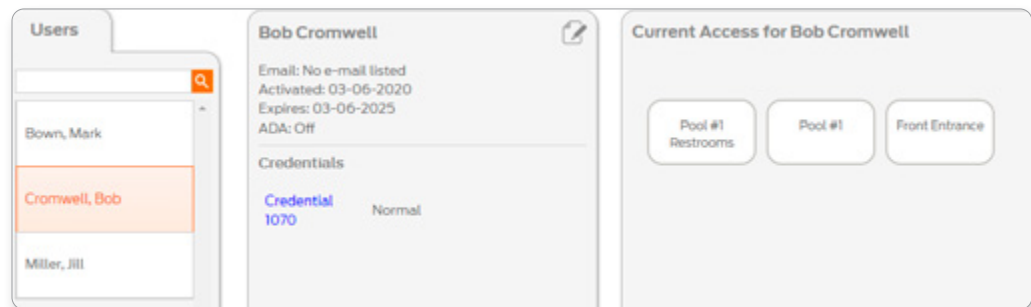 Users
Bown, Mark
Cromwell, Bob
Miller, Jill
Bob Cromwell
Email: No e-mail listed
Activated: 03-06-2020
Expires: 03-06-2025
ADA: Off
Credentials
Credential
1070
Normal
Current Access for Bob Cromwell
Pool #1
Restrooms
Pool #1
Front Entrance